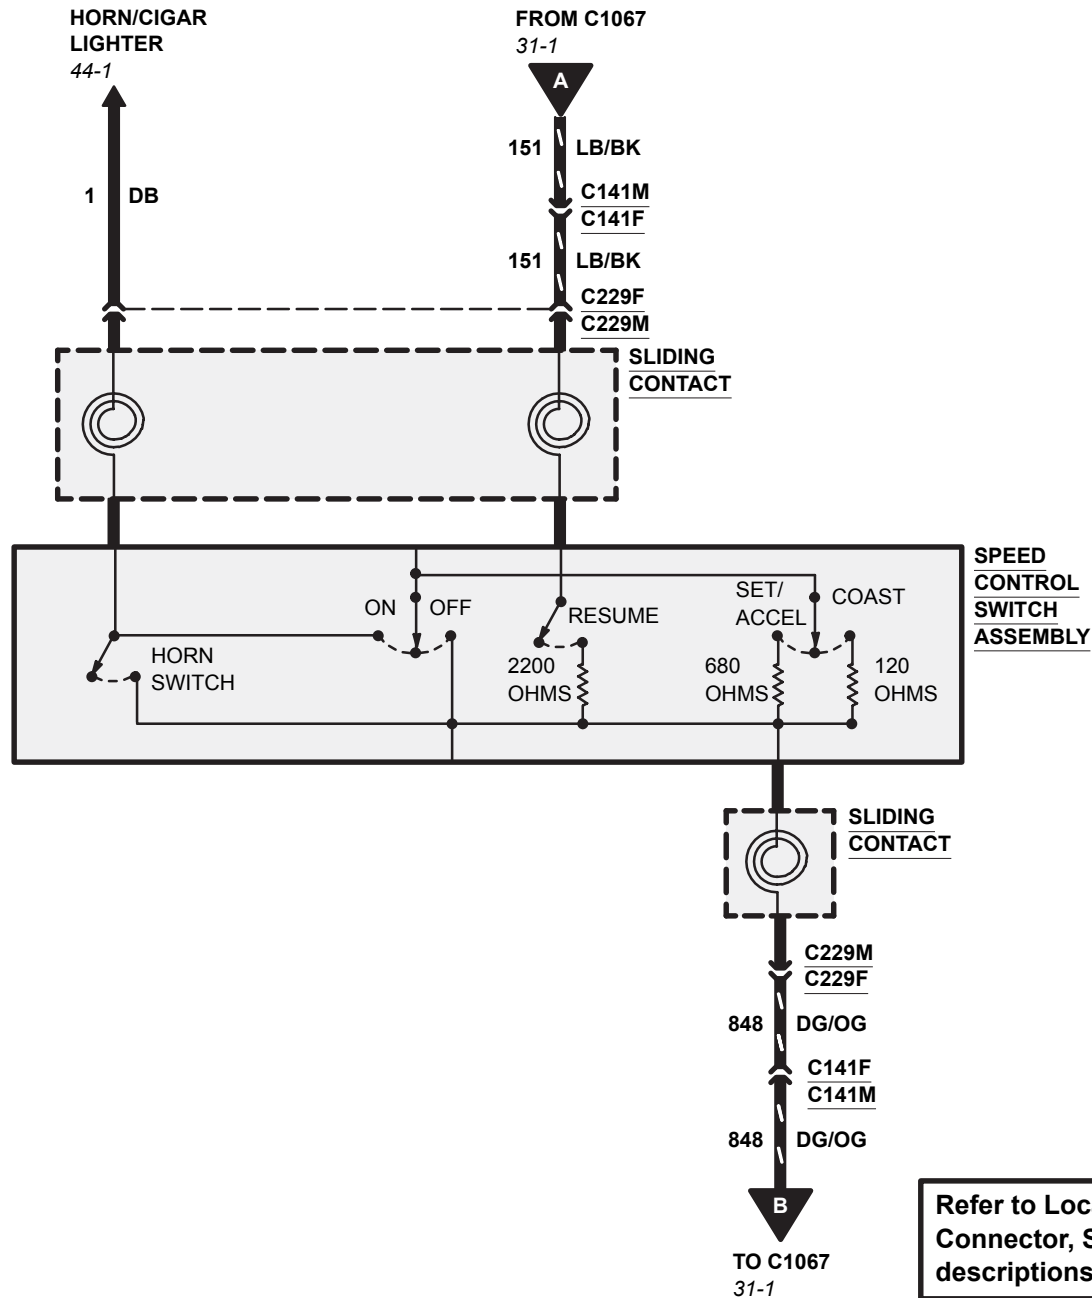 HORN/CIGAR
LIGHTER
44-1
FROM C1067
31-1
A
151 LB/BK
1 DB
C141M
C141F
151 LB/BK
C229F
C229M
SLIDING
CONTACT
SPEED
CONTROL
SWITCH
ASSEMBLY
ON OFF
RESUME
SET/
ACCEL
COAST
HORN
SWITCH
2200
OHMS
680
OHMS
120
OHMS
SLIDING
CONTACT
C229M
C229F
848 DG/OG
C141F
C141M
848 DG/OG
B
TO C1067
31-1
Refer to Loc
Connector, S
descriptions